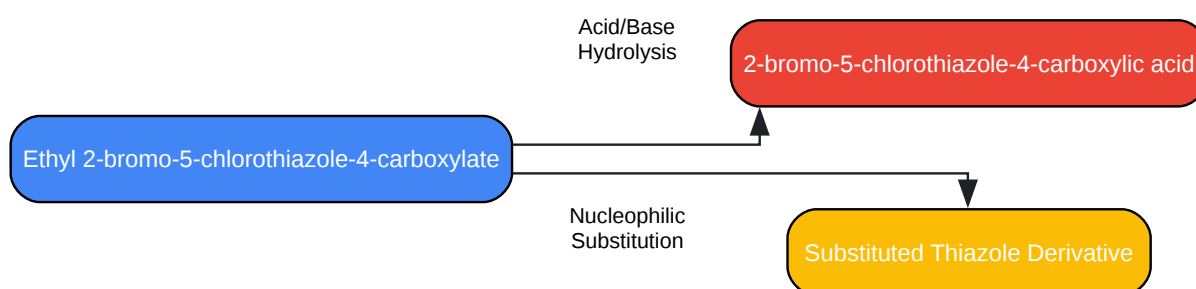 Acid/Base
Hydrolysis
2-bromo-5-chlorothiazole-4-carboxylic acid
Ethyl 2-bromo-5-chlorothiazole-4-carboxylate
Nucleophilic
Substitution
Substituted Thiazole Derivative